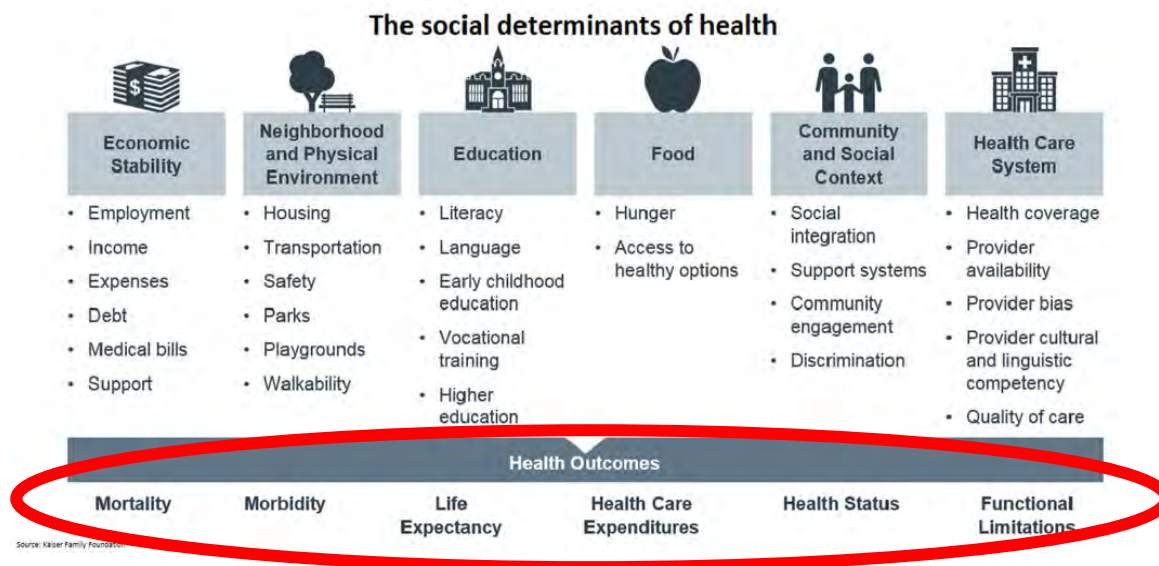 The social determinants of health
$
Economic
Stability
• Employment
• Income
• Expenses
• Debt
• Medical bills
• Support
Neighborhood
and Physical
Environment
• Housing
• Transportation
• Safety
• Parks
• Playgrounds
• Walkability
Education
• Literacy
• Language
• Early childhood
education
• Vocational
training
• Higher
education
Food
• Hunger
• Access to
healthy options
Community
and Social
Context
• Social
integration
• Support systems
• Community
engagement
• Discrimination
Health Care
System
• Health coverage
• Provider
availability
• Provider bias
• Provider cultural
and linguistic
competency
• Quality of care
Health Outcomes
Mortality
Morbidity
Life
Expectancy
Health Care
Expenditures
Health Status
Functional
Limitations
Source: Kaiser Family Foundation